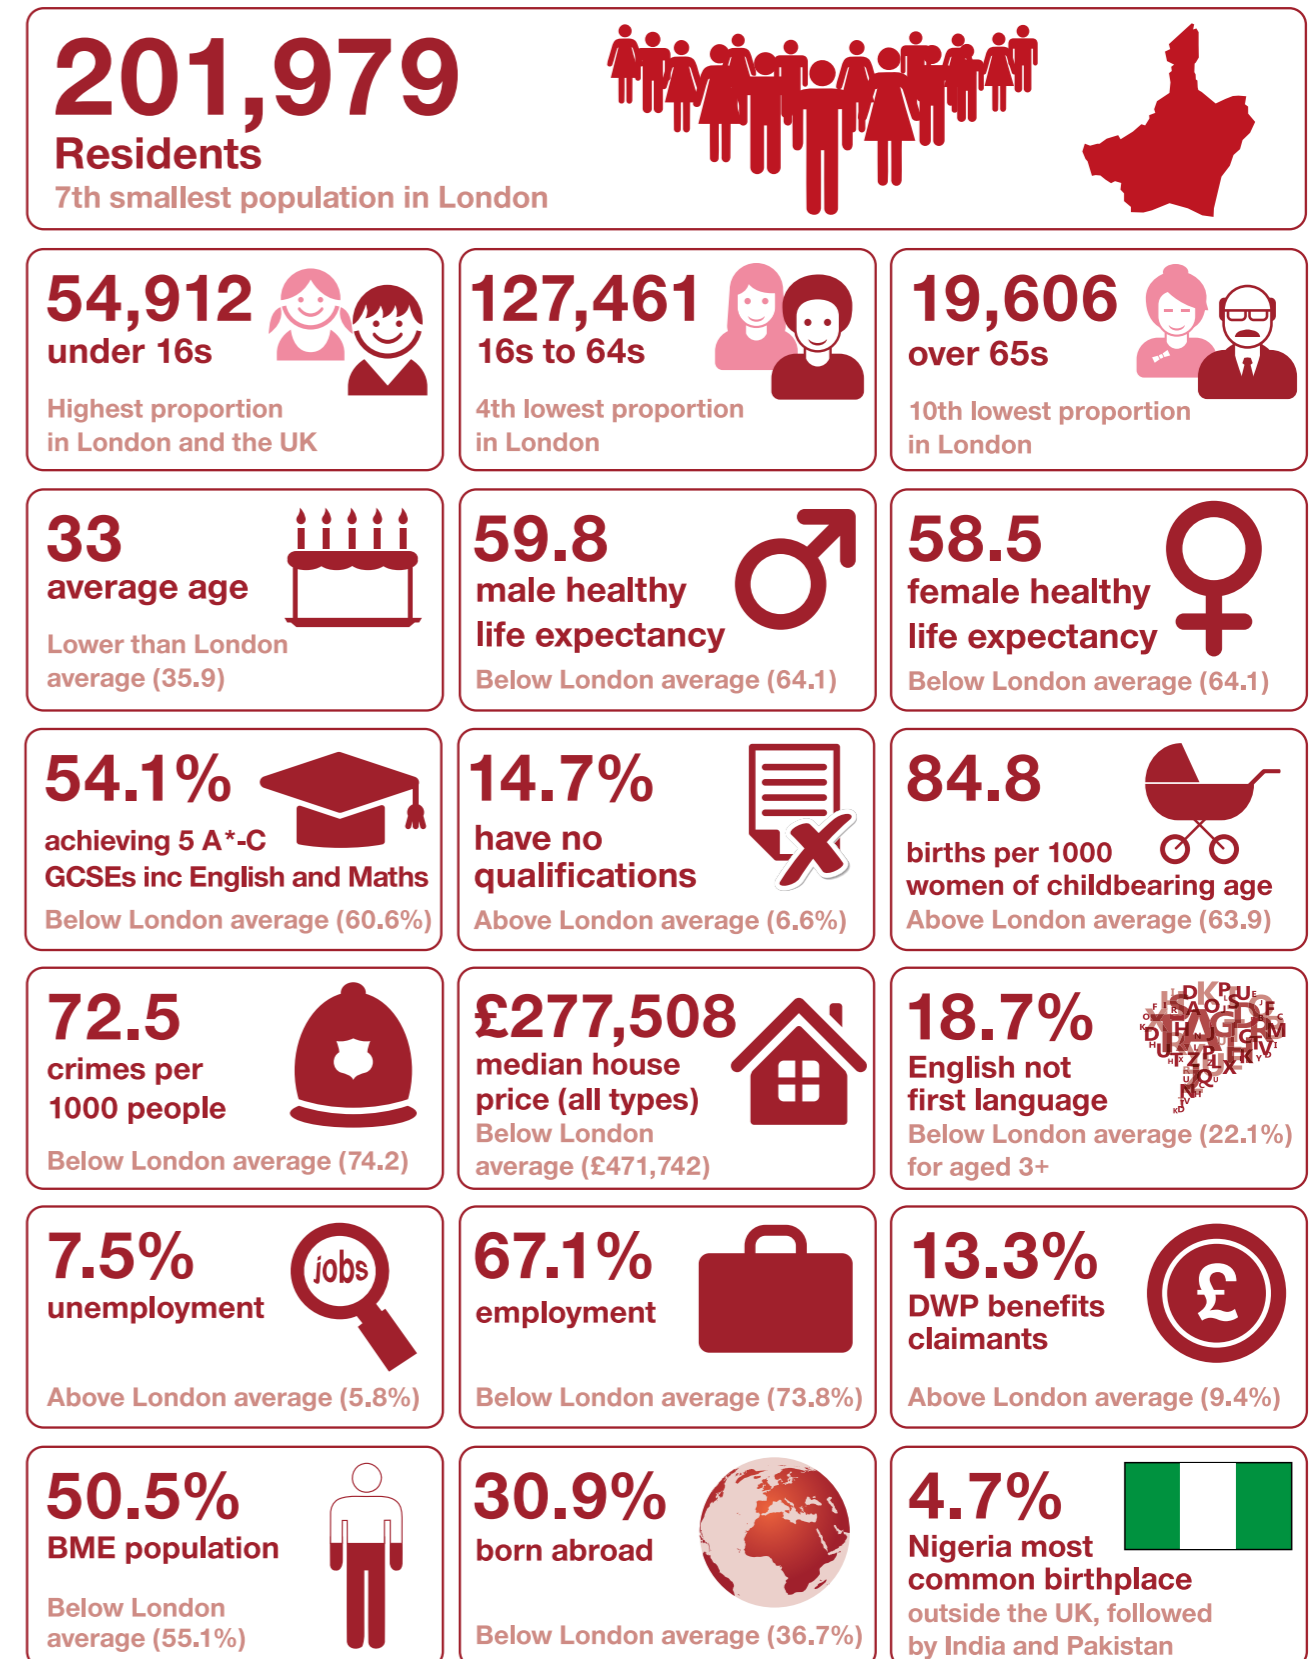 201,979
Residents
7th smallest population in London
54,912
under 16s
Highest proportion
in London and the UK
127,461
16s to 64s
4th lowest proportion
in London
19,606
over 65s
10th lowest proportion
in London
33
average age
Lower than London
average (35.9)
59.8
male healthy
life expectancy
Below London average (64.1)
58.5
female healthy
life expectancy
Below London average (64.1)
54.1%
achieving 5 A*-C
GCSEs inc English and Maths
Below London average (60.6%)
14.7%
have no
qualifications
Above London average (6.6%)
84.8
births per 1000
women of childbearing age
Above London average (63.9)
72.5
crimes per
1000 people
Below London average (74.2)
£277,508
median house
price (all types)
Below London
average (£471,742)
18.7%
English not
first language
Below London average (22.1%)
for aged 3+
7.5%
unemployment
jobs
Above London average (5.8%)
67.1%
employment
Below London average (73.8%)
13.3%
DWP benefits
claimants
£
Above London average (9.4%)
50.5%
BME population
Below London
average (55.1%)
30.9%
born abroad
Below London average (36.7%)
4.7%
Nigeria most
common birthplace
outside the UK, followed
by India and Pakistan